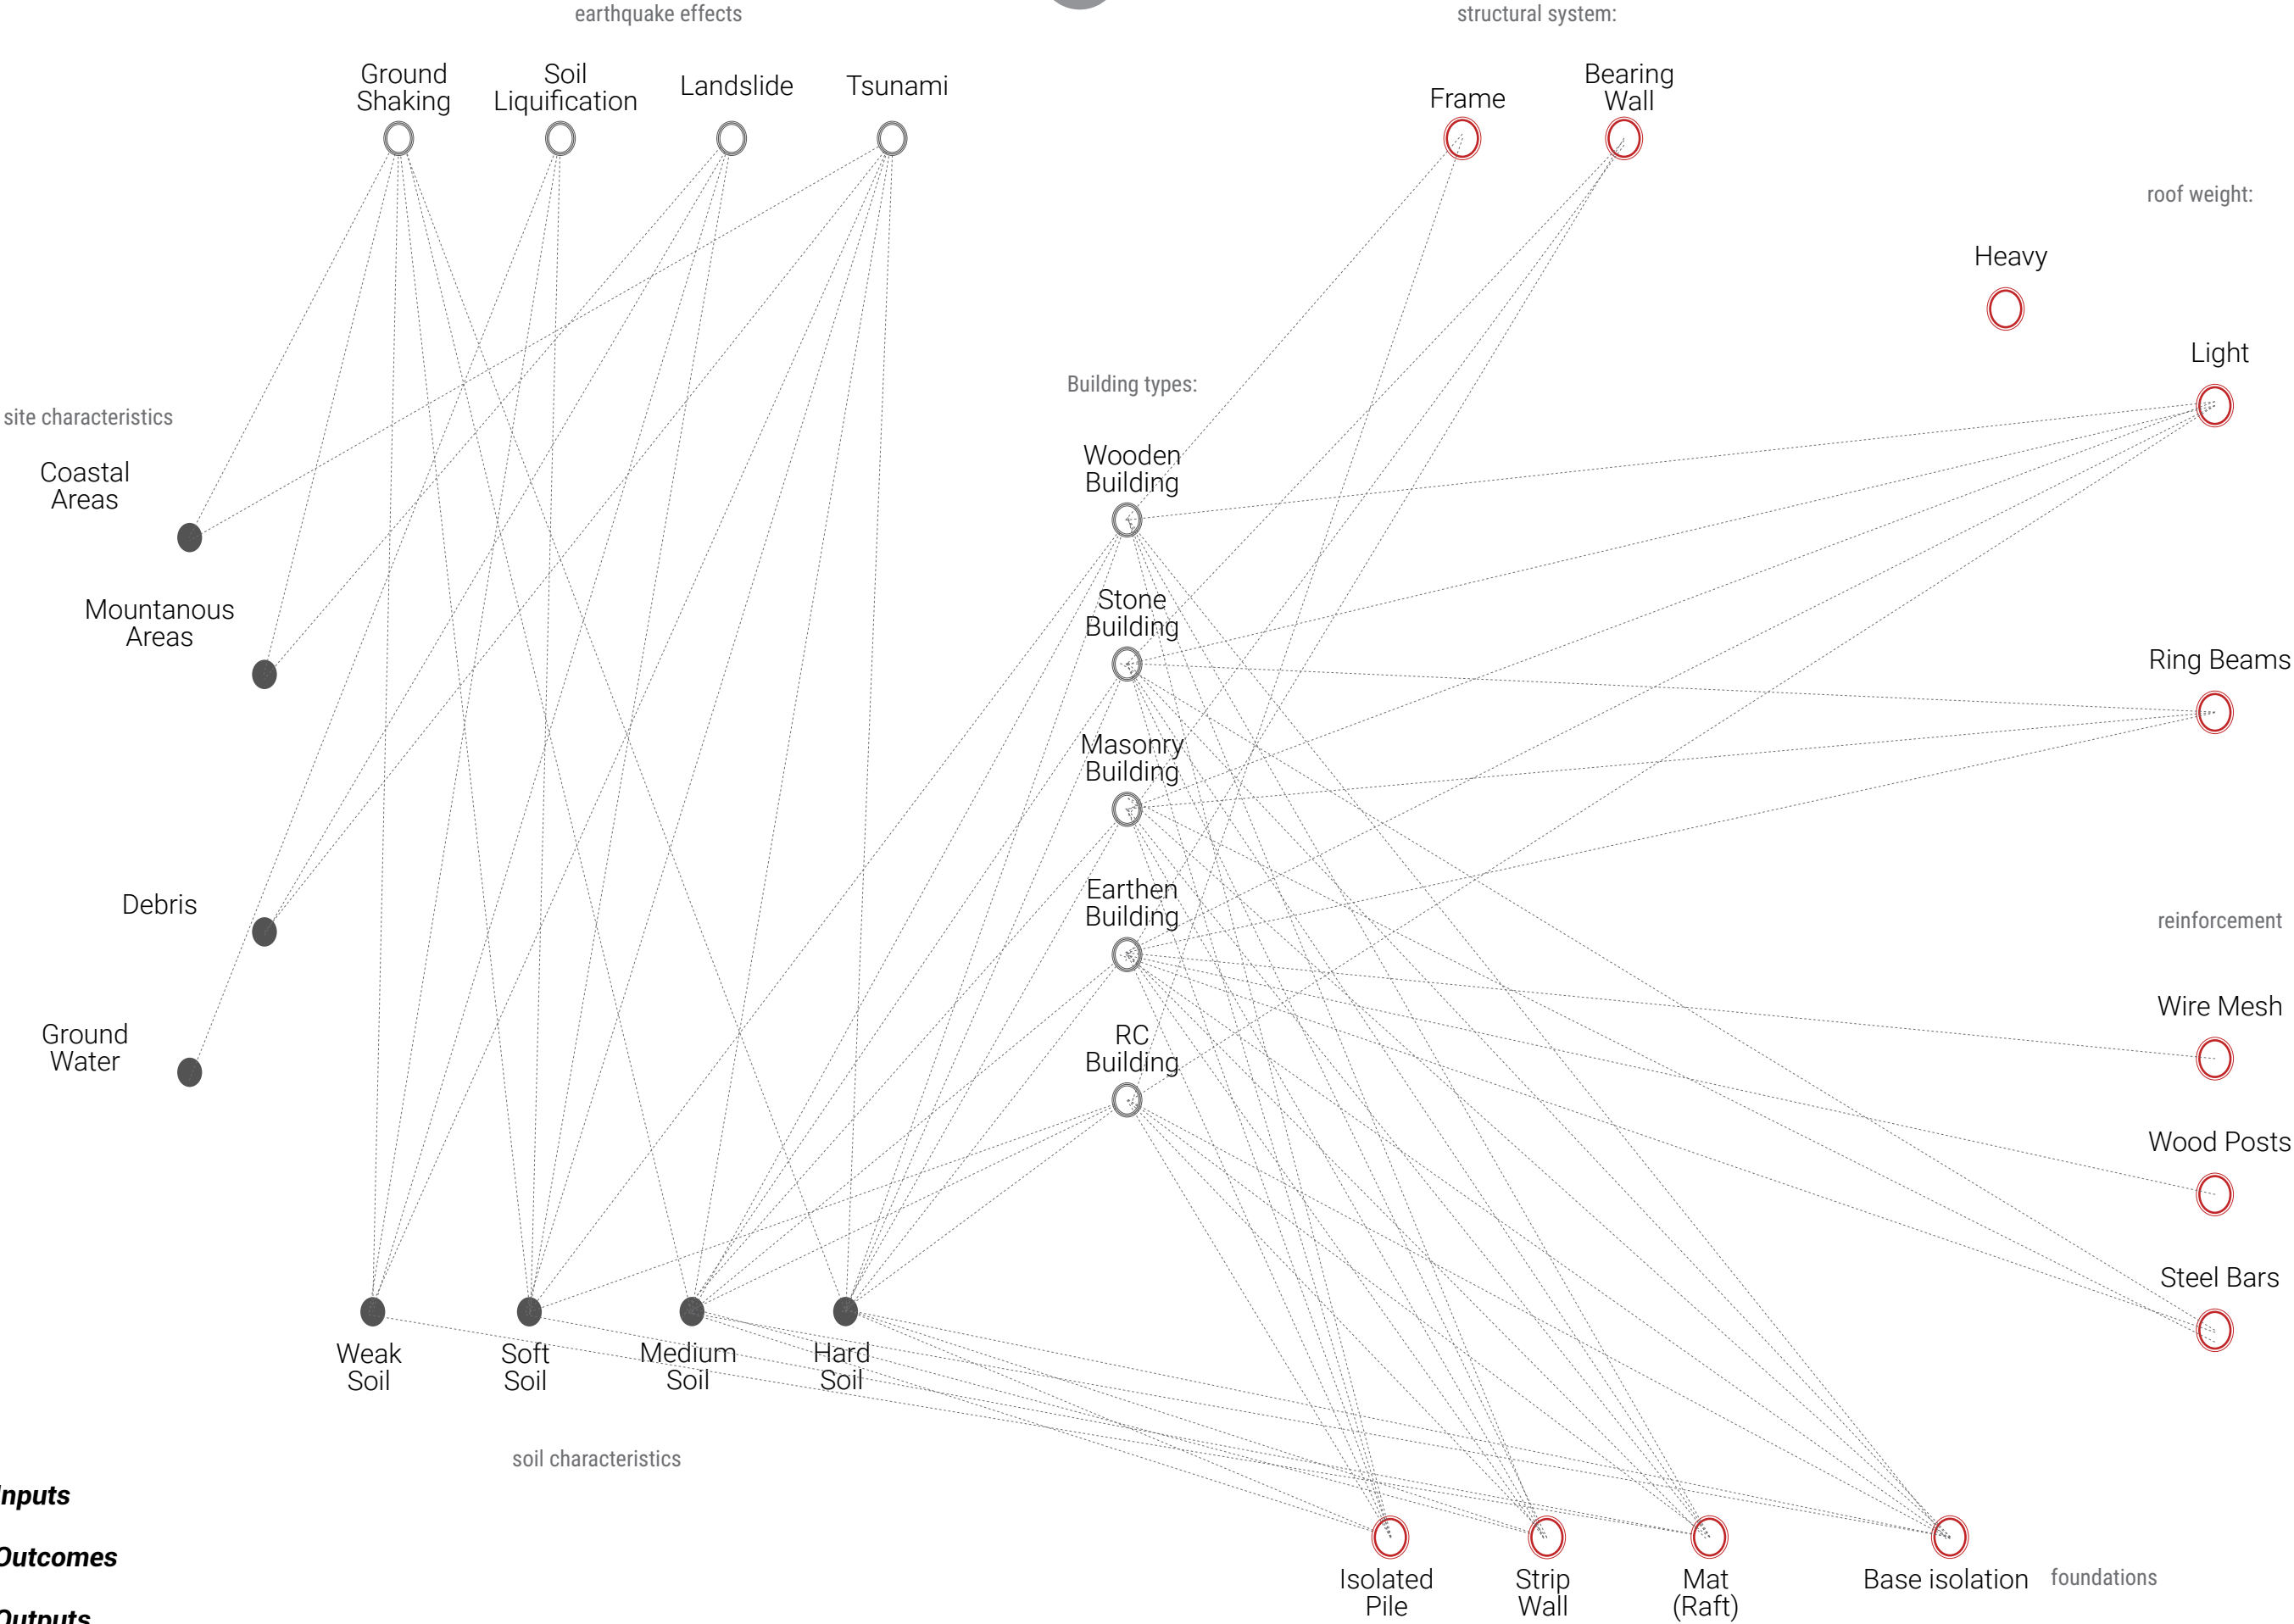 earthquake effects
structural system:
Ground
Shaking
Soil
Liquification
Landslide
Tsunami
Frame
Bearing
Wall
roof weight:
Heavy
Light
Building types:
site characteristics
Coastal
Areas
Wooden
Building
Mountanous
Areas
Stone
Building
Ring Beams
Masonry
Building
Debris
Earthen
Building
reinforcement
Wire Mesh
Ground
Water
RC
Building
Wood Posts
Steel Bars
Weak
Soil
Soft
Soil
Medium
Soil
Hard
Soil
soil characteristics
nputs
Outcomes
Outputs
Isolated
Pile
Strip
Wall
Mat
(Raft)
Base isolation
foundations